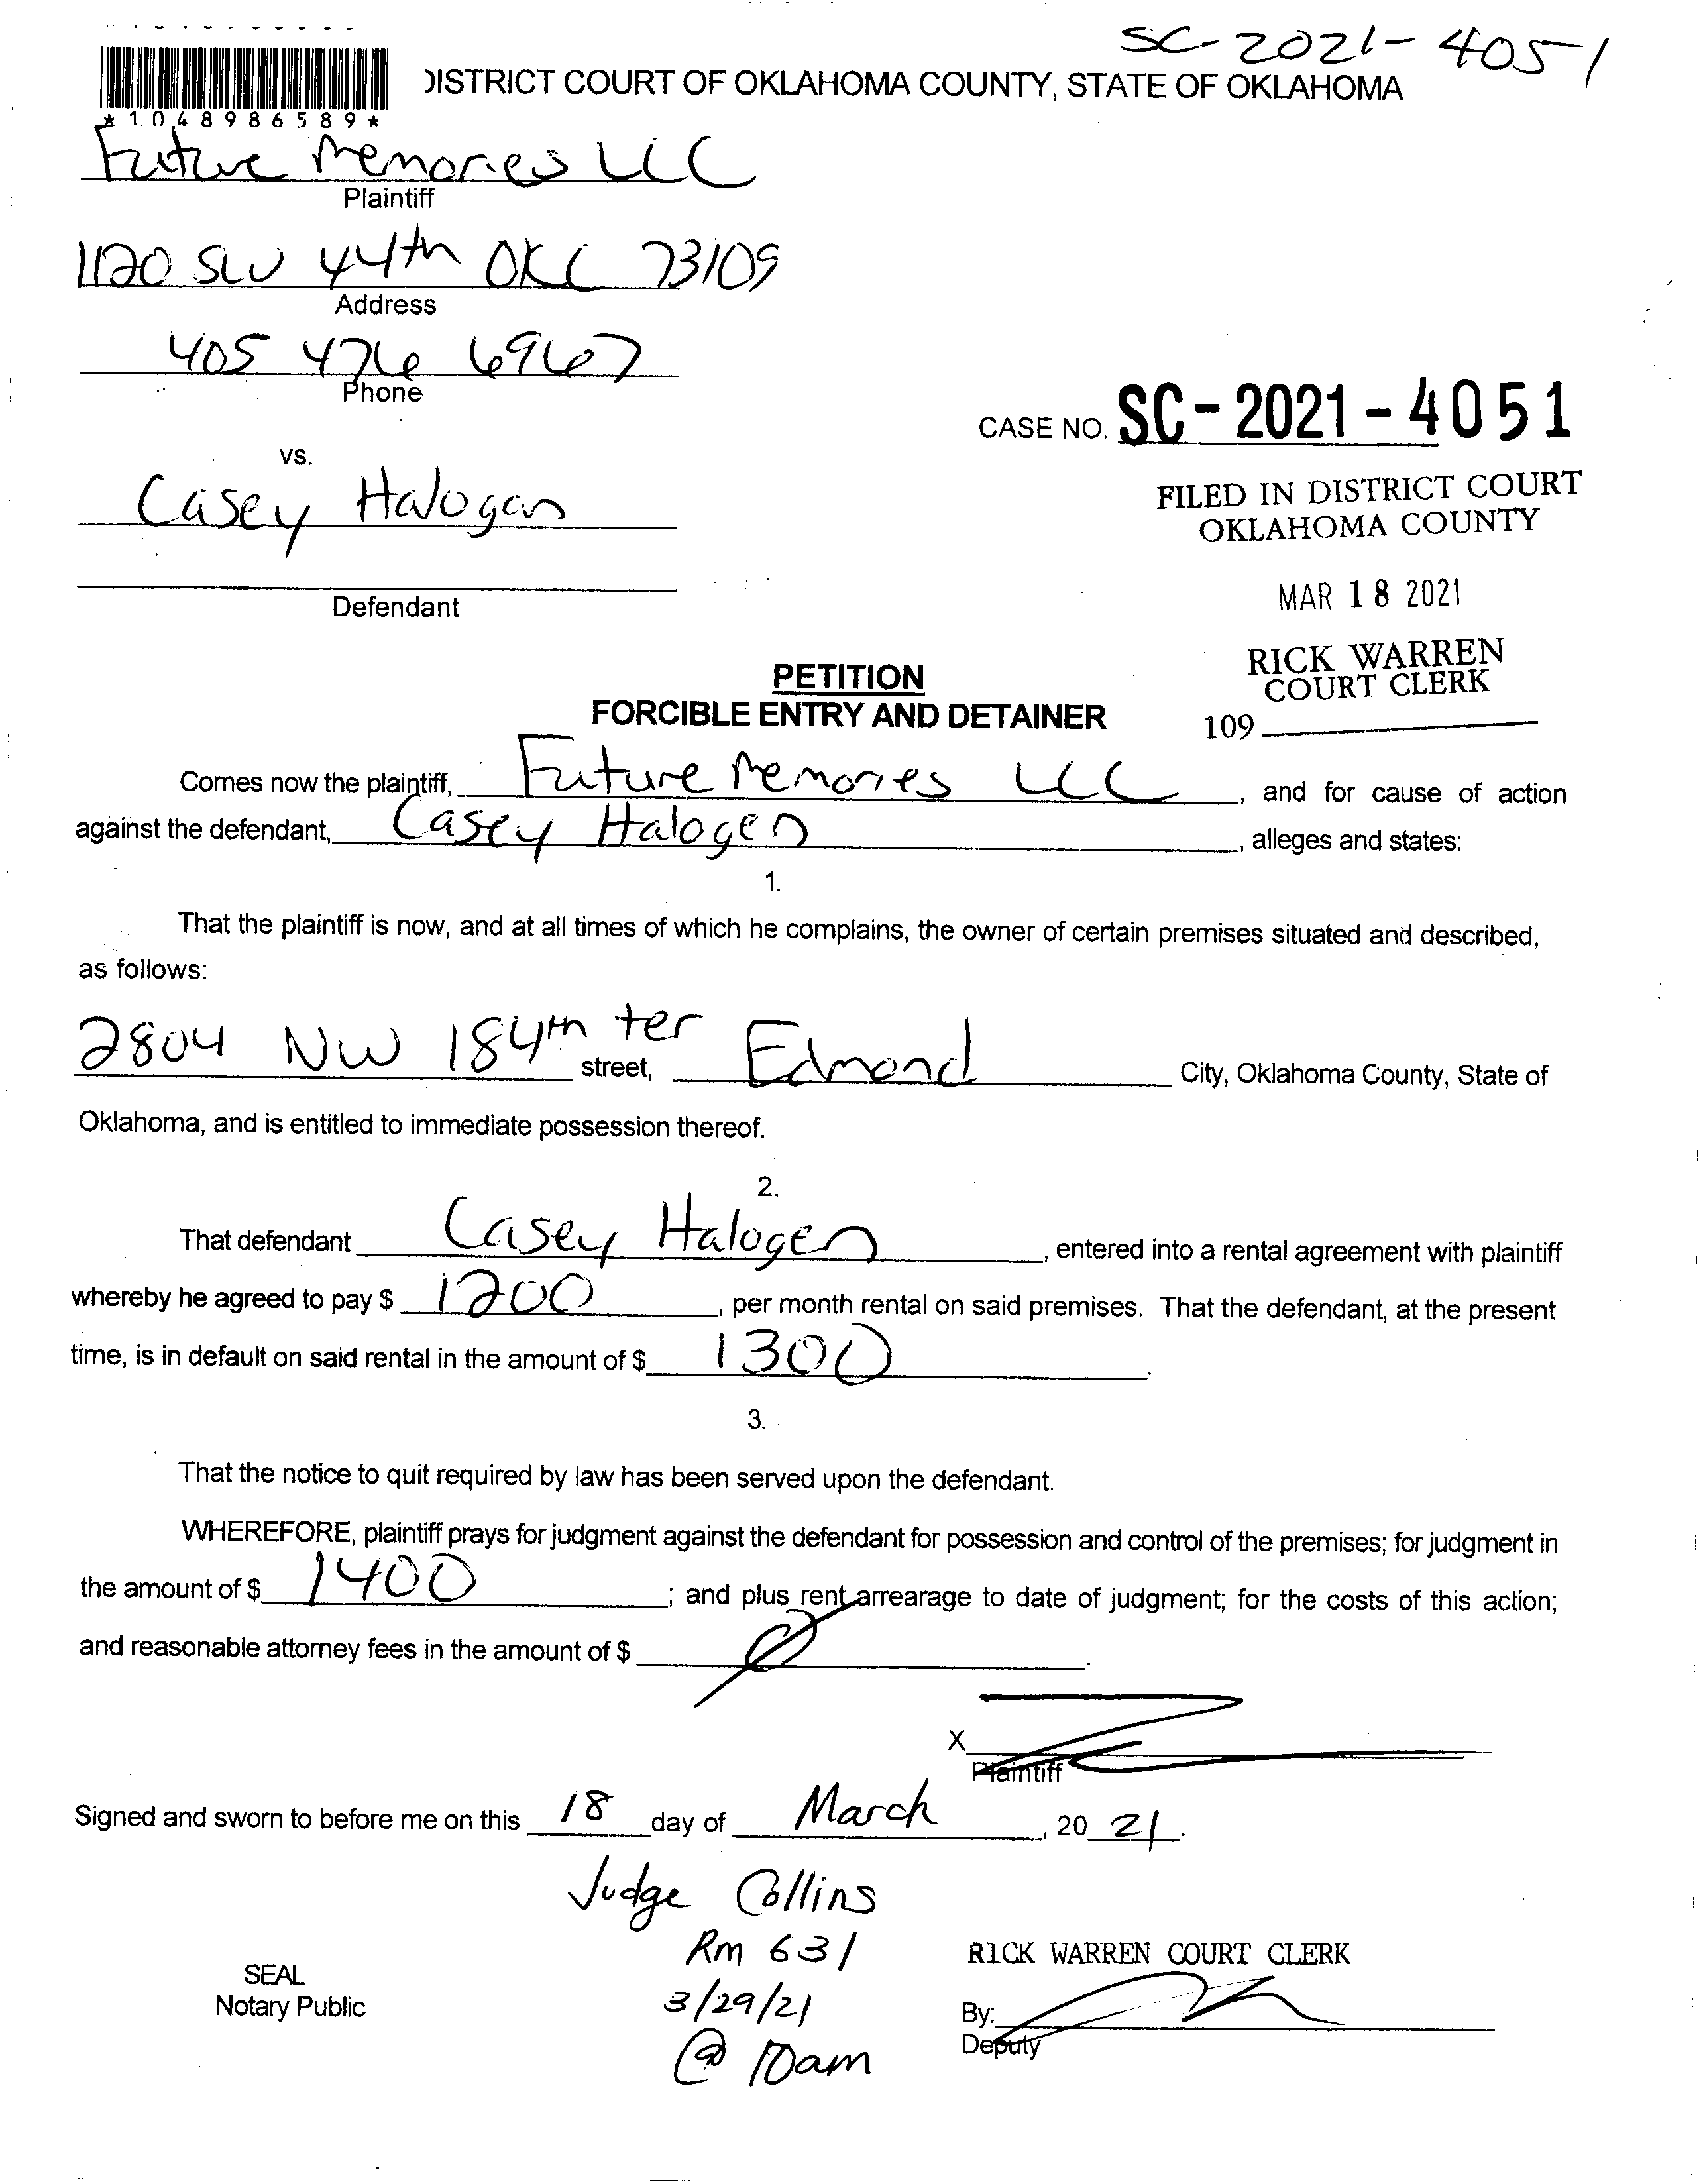 SC-2021-4051
DISTRICT COURT OF OKLAHOMA COUNTY, STATE OF OKLAHOMA
*1048986589*
Future Memories LLC
Plaintiff
1120 SW 44th OKC 73109
Address
405 476 6967
Phone
CASE NO. SC-2021-4051
vs.
Casey Halogan
FILED IN DISTRICT COURT
OKLAHOMA COUNTY
Defendant
MAR 18 2021
RICK WARREN
COURT CLERK
109
PETITION
FORCIBLE ENTRY AND DETAINER
Comes now the plaintiff, Future Memories LLC, and for cause of action
against the defendant, Casey Halogen, alleges and states:
1.
That the plaintiff is now, and at all times of which he complains, the owner of certain premises situated and described,
as follows:
2804 NW 184th ter street, Edmond City, Oklahoma County, State of
Oklahoma, and is entitled to immediate possession thereof.
2.
That defendant Casey Halogen, entered into a rental agreement with plaintiff
whereby he agreed to pay $ 1200, per month rental on said premises. That the defendant, at the present
time, is in default on said rental in the amount of $ 1300.
3.
That the notice to quit required by law has been served upon the defendant.
WHEREFORE, plaintiff prays for judgment against the defendant for possession and control of the premises; for judgment in
the amount of $ 1400; and plus rent arrearage to date of judgment; for the costs of this action;
and reasonable attorney fees in the amount of $ 0.
X
Plaintiff
Signed and sworn to before me on this 18 day of March, 20 21.
Judge Collins
Rm 631
3/29/21
@ 10am
SEAL
Notary Public
RICK WARREN COURT CLERK
By:
Deputy